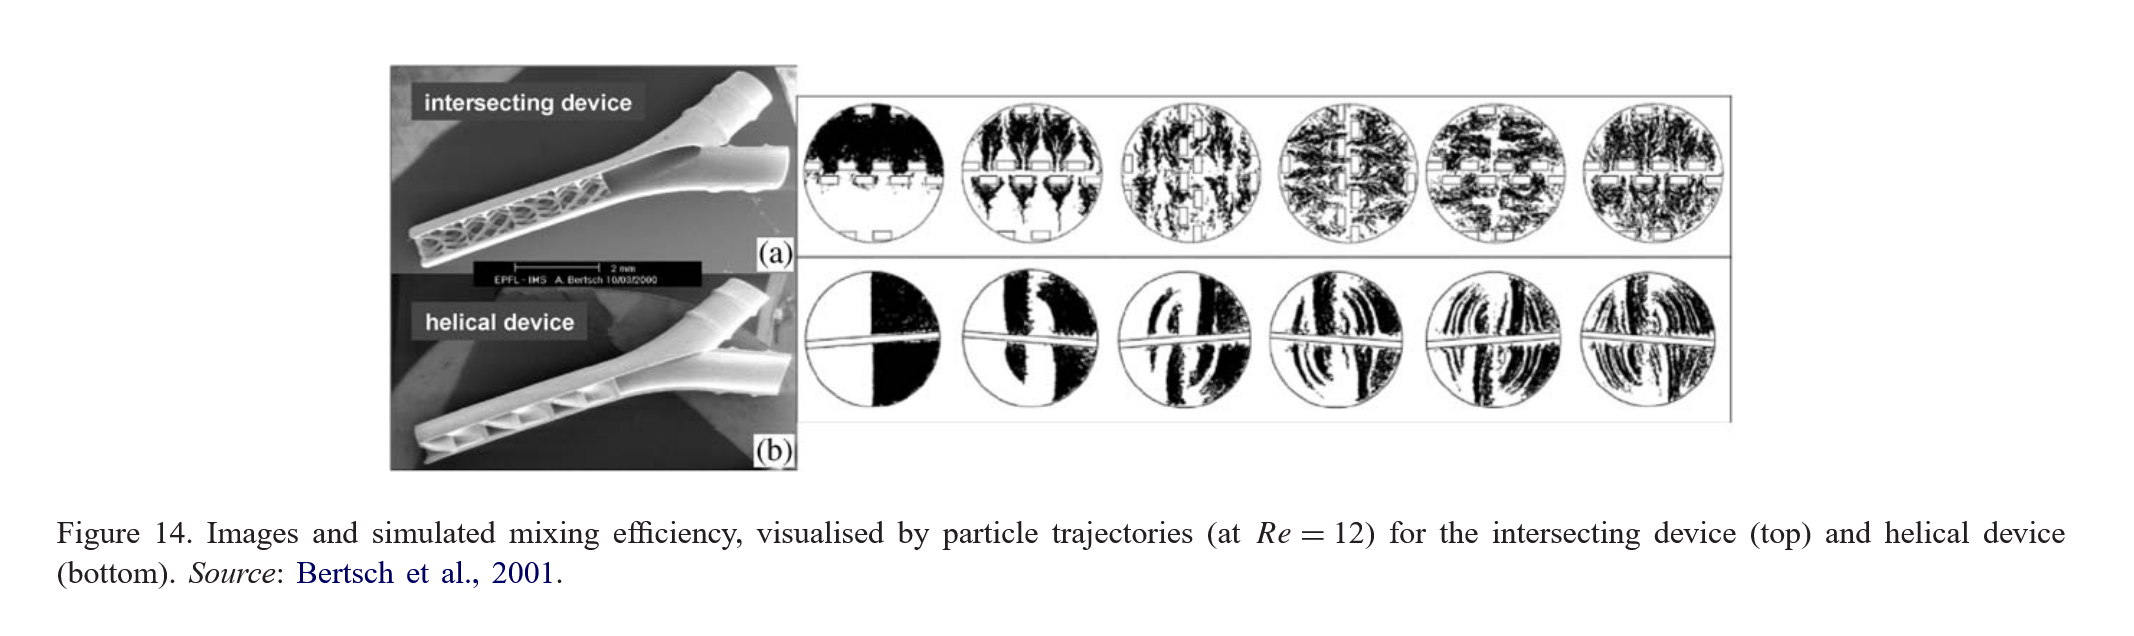 intersecting device
(a)
2 mm
EPFL - IMS A. Bertsch 10/03/2000
helical device
(b)
Figure 14. Images and simulated mixing efficiency, visualised by particle trajectories (at Re = 12) for the intersecting device (top) and helical device
(bottom). Source: Bertsch et al., 2001.